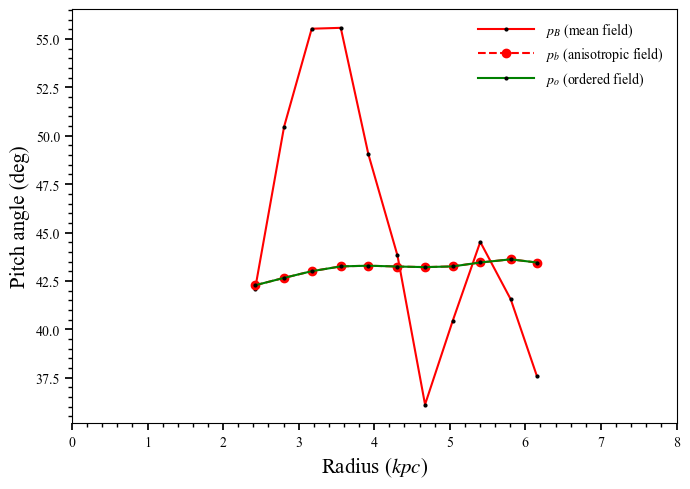 p_B (mean field)
p_b (anisotropic field)
p_o (ordered field)
55.0
52.5
50.0
47.5
45.0
42.5
40.0
37.5
Pitch angle (deg)
0 1 2 3 4 5 6 7 8
Radius (kpc)